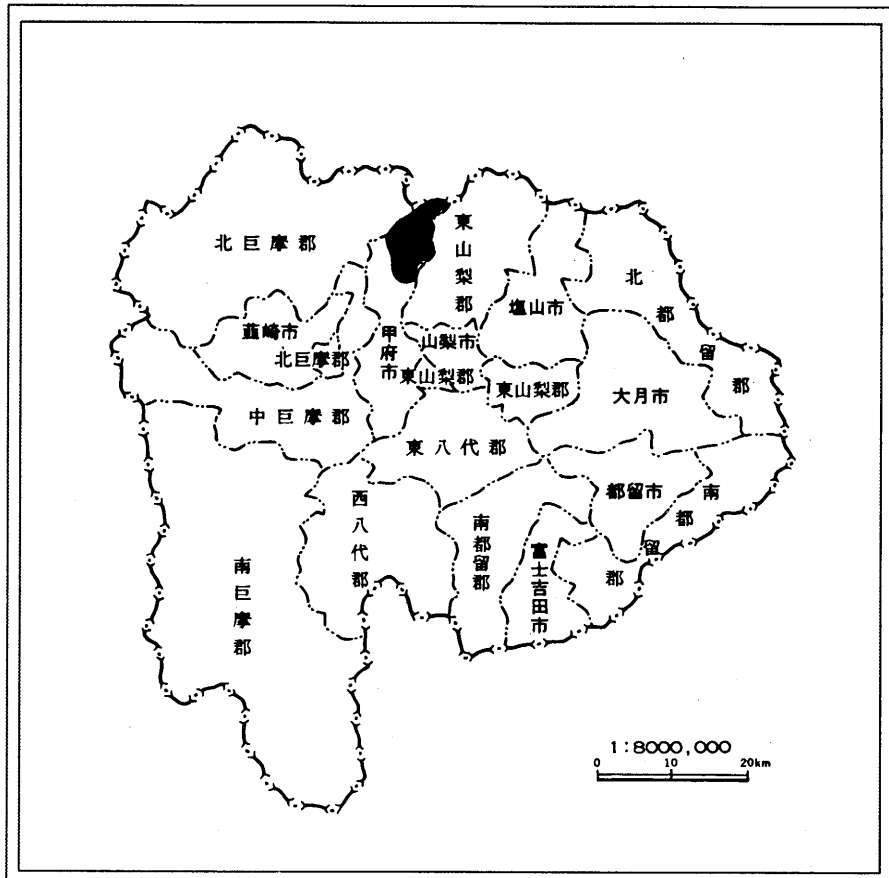 東山梨郡
北巨摩郡
北都留郡
塩山市
韮崎市
甲府市
山梨市
北巨摩郡
東山梨郡
東山梨郡
大月市
中巨摩郡
東八代郡
西八代郡
都留市
南都留郡
南都留郡
富士吉田市
南巨摩郡
1:8000,000
0 10 20km